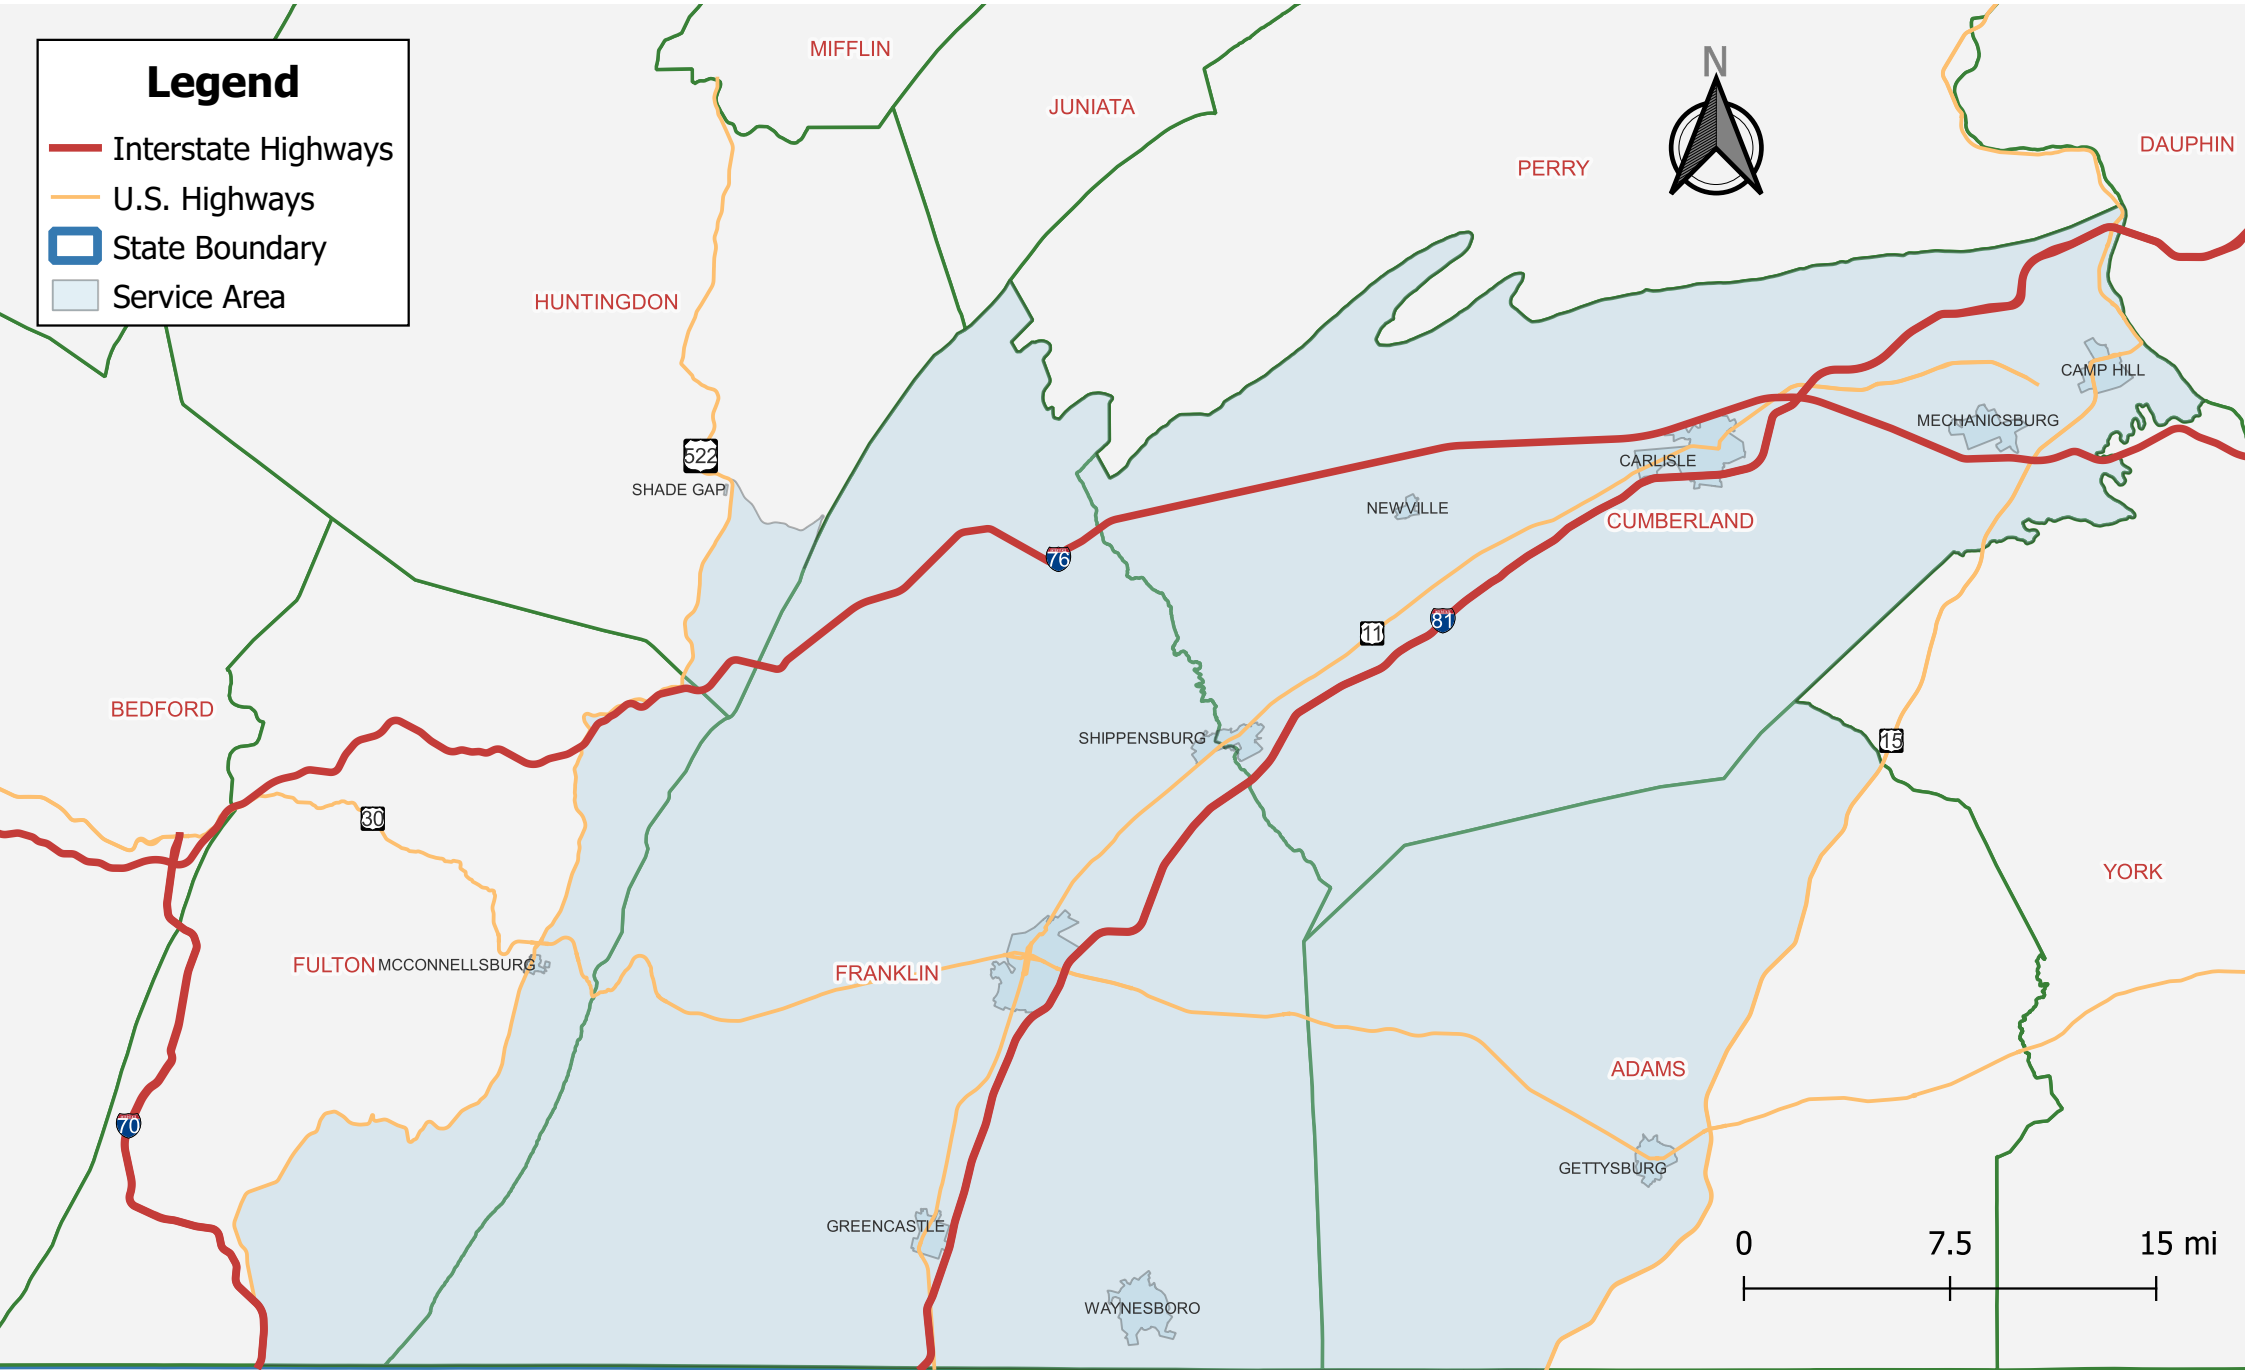 Legend
Interstate Highways
U.S. Highways
State Boundary
Service Area
MIFFLIN
JUNIATA
PERRY
N
DAUPHIN
HUNTINGDON
522
SHADE GAP
76
CAMP HILL
MECHANICSBURG
CARLISLE
NEWVILLE
CUMBERLAND
81
11
BEDFORD
SHIPPENSBURG
15
30
YORK
FULTON
MCCONNELLSBURG
FRANKLIN
ADAMS
70
GETTYSBURG
GREENCASTLE
0 7.5 15 mi
WAYNESBORO